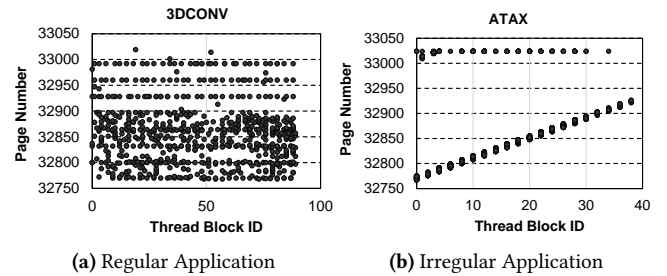 3DCONV
33050
33000
32950
32900
32850
32800
32750
0
50
100
Page Number
Thread Block ID
(a) Regular Application
ATAX
33050
33000
32950
32900
32850
32800
32750
0
10
20
30
40
Page Number
Thread Block ID
(b) Irregular Application